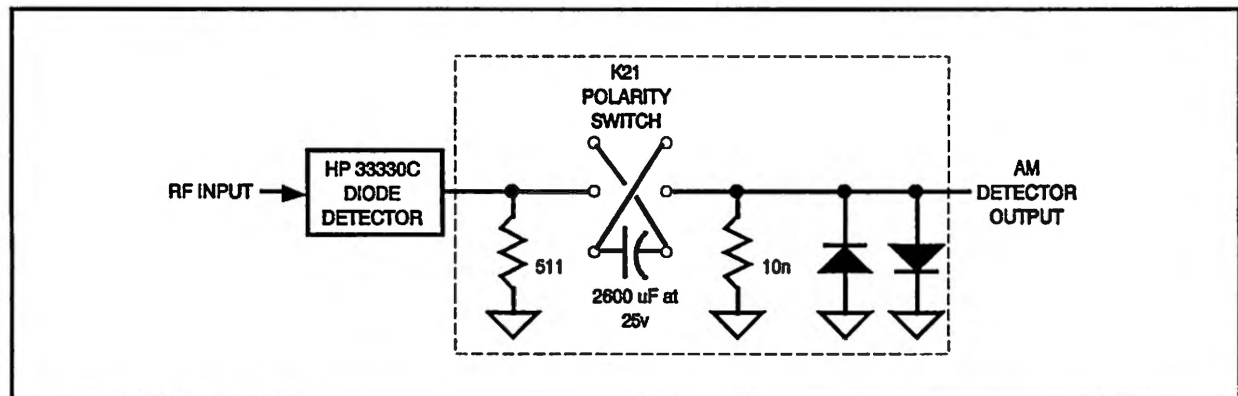 K21
POLARITY
SWITCH
RF INPUT
HP 33330C
DIODE
DETECTOR
AM
DETECTOR
OUTPUT
511
2600 uF at
25v
10n